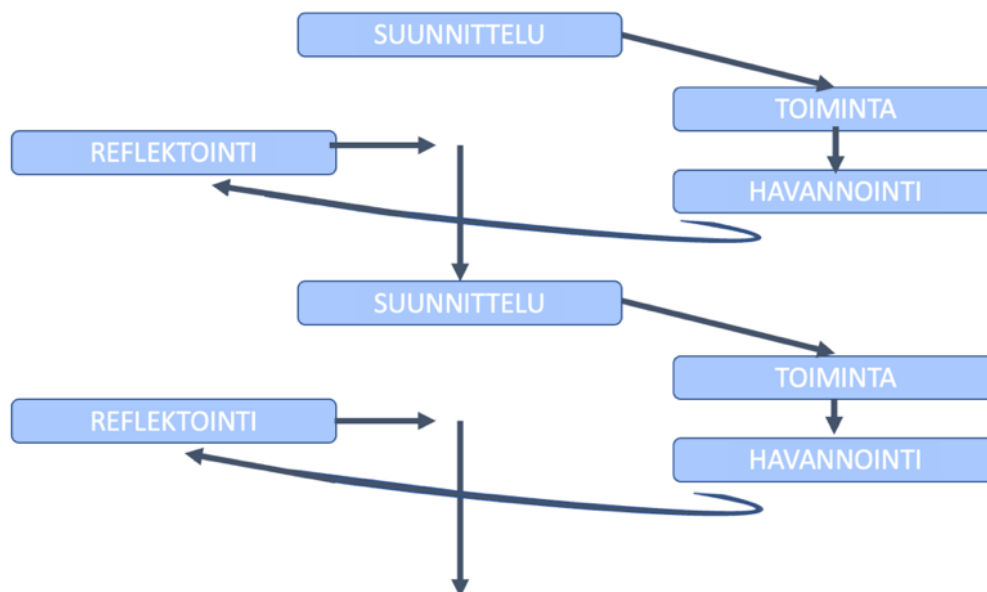 SUUNNITTELU
TOIMINTA
REFLEKTOINTI
HAVANNOINTI
SUUNNITTELU
TOIMINTA
REFLEKTOINTI
HAVANNOINTI